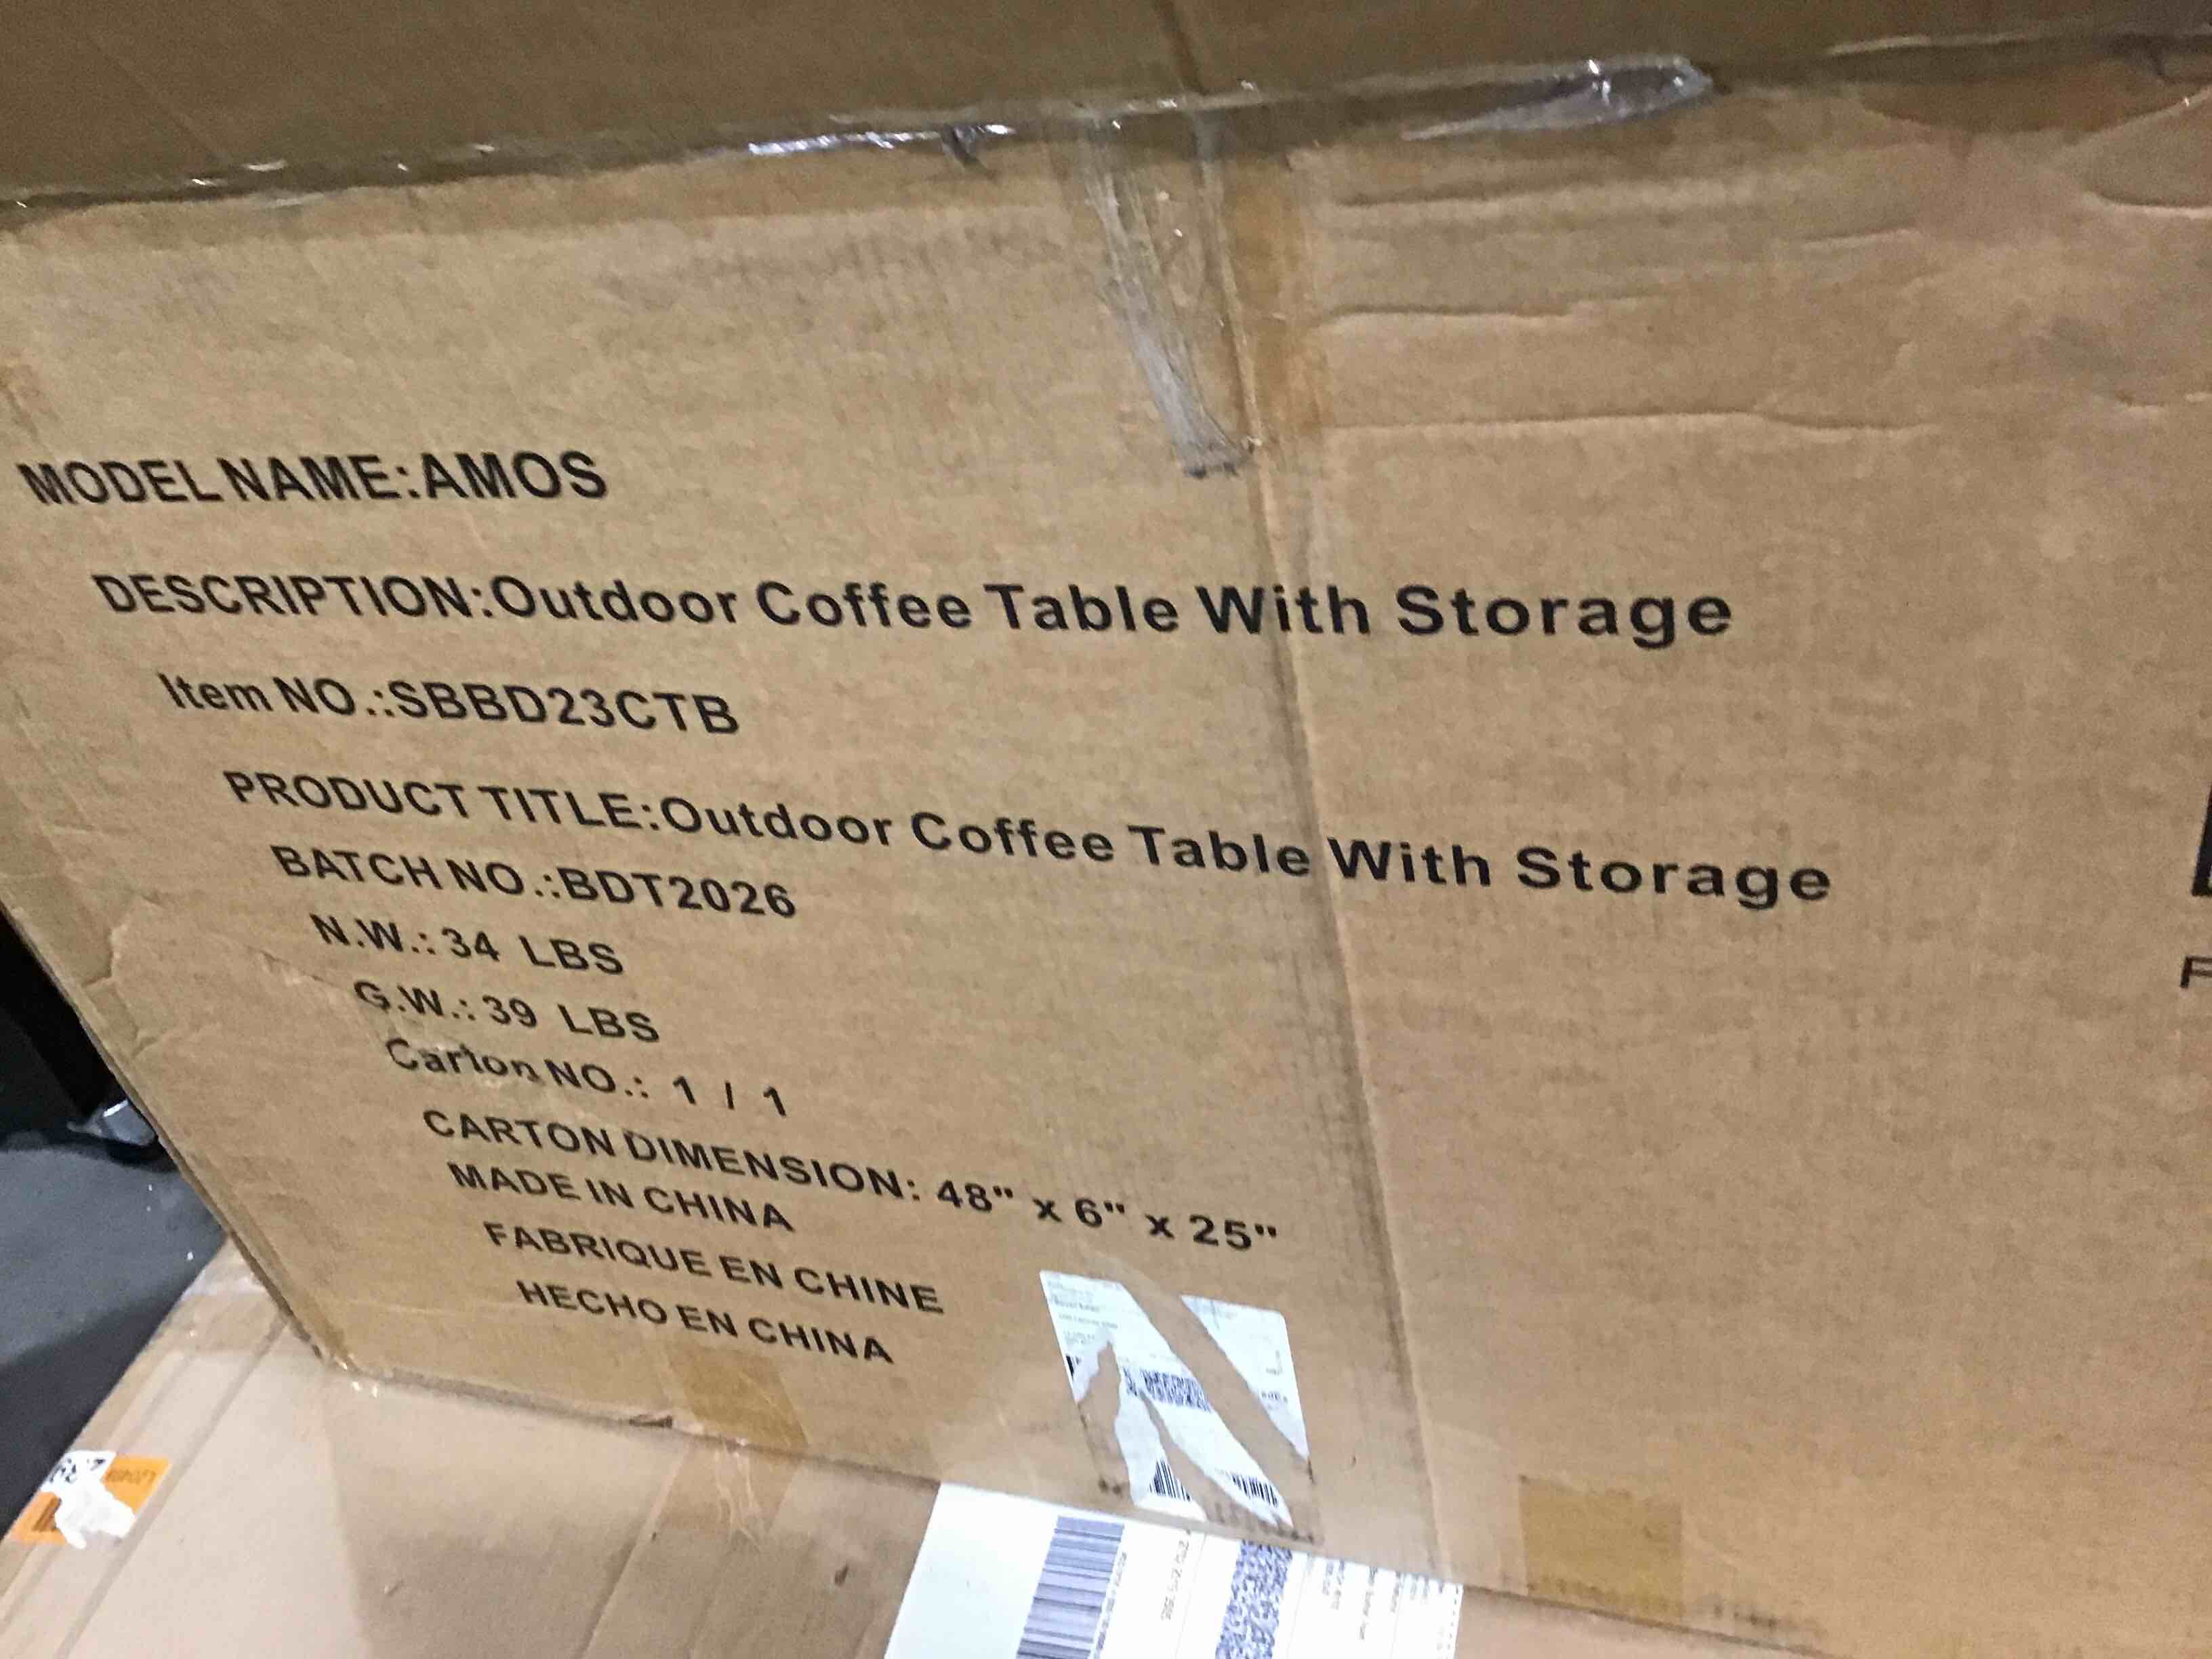 MODEL NAME:AMOS
DESCRIPTION:Outdoor Coffee Table With Storage
Item NO.:SBBD23CTB
PRODUCT TITLE:Outdoor Coffee Table With Storage
BATCH NO.:BDT2026
N.W.:34 LBS
G.W.:39 LBS
Carton NO.: 1 / 1
CARTON DIMENSION: 48" x 6" x 25"
MADE IN CHINA
FABRIQUE EN CHINE
HECHO EN CHINA